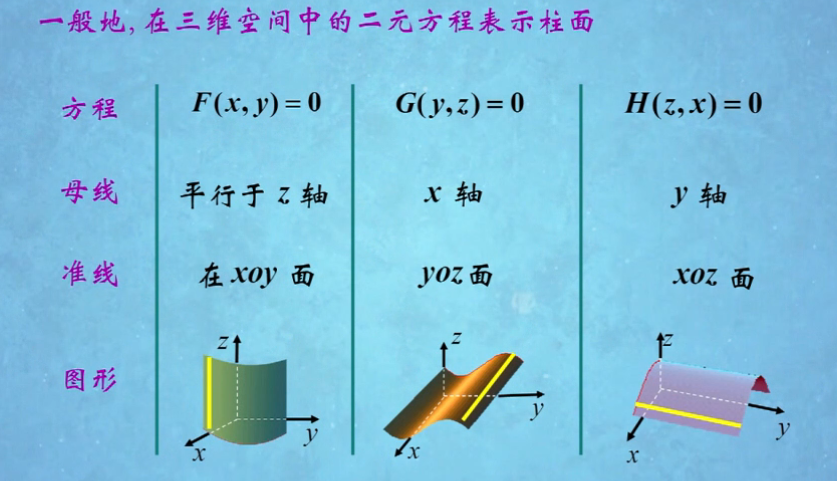 一般地, 在三维空间中的二元方程表示柱面
方程 F(x, y) = 0 G(y, z) = 0 H(z, x) = 0
母线 平行于 z 轴 x 轴 y 轴
准线 在 xoy 面 yoz 面 xoz 面
图形
z y x
z y x
z y x